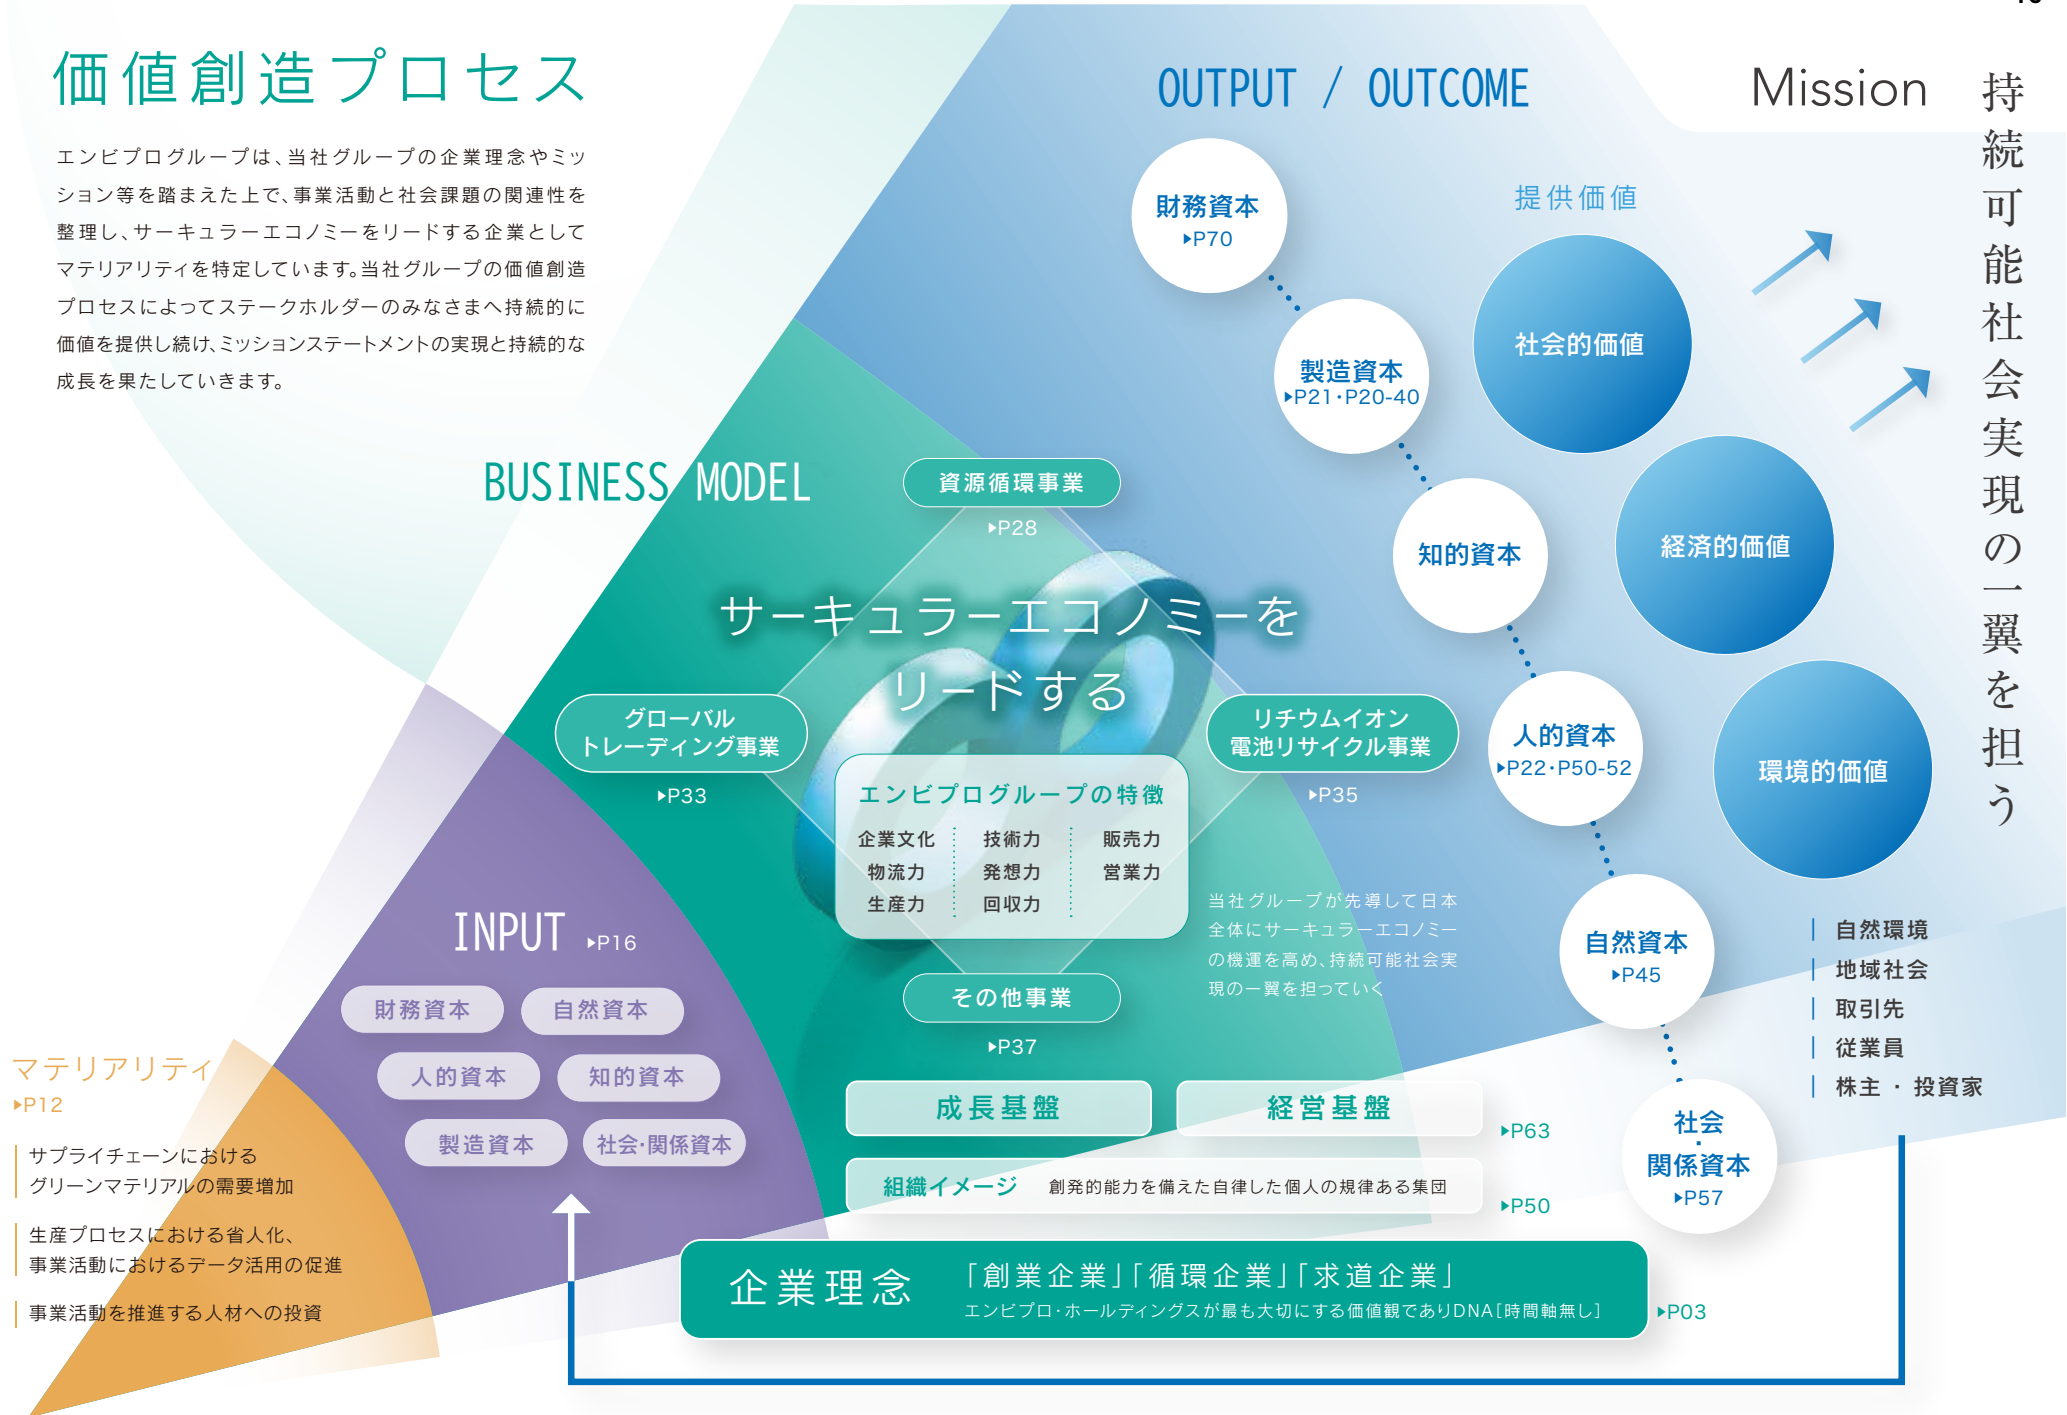 価値創造プロセス
エンビプログループは、当社グループの企業理念やミッ
ション等を踏まえた上で、事業活動と社会課題の関連性を
整理し、サーキュラーエコノミーをリードする企業として
マテリアリティを特定しています。当社グループの価値創造
プロセスによってステークホルダーのみなさまへ持続的に
価値を提供し続け、ミッションステートメントの実現と持続的な
成長を果たしていきます。
マテリアリティ
▶P12
サプライチェーンにおける
グリーンマテリアルの需要増加
生産プロセスにおける省人化、
事業活動におけるデータ活用の促進
事業活動を推進する人材への投資
INPUT ▶P16
財務資本
自然資本
人的資本
知的資本
製造資本
社会・関係資本
BUSINESS MODEL
資源循環事業
▶P28
サーキュラーエコノミーを
リードする
グローバル
トレーディング事業
▶P33
リチウムイオン
電池リサイクル事業
▶P35
エンビプログループの特徴
企業文化 技術力 販売力
物流力 発想力 営業力
生産力 回収力
当社グループが先導して日本
全体にサーキュラーエコノミー
の機運を高め、持続可能社会実
現の一翼を担っていく
その他事業
▶P37
成長基盤
経営基盤
▶P63
組織イメージ 創発的能力を備えた自律した個人の規律ある集団
▶P50
企業理念
「創業企業」「循環企業」「求道企業」
エンビプロ・ホールディングスが最も大切にする価値観でありDNA[時間軸無し]
▶P03
OUTPUT / OUTCOME
財務資本
▶P70
製造資本
▶P21・P20-40
知的資本
人的資本
▶P22・P50-52
自然資本
▶P45
社会
・
関係資本
▶P57
提供価値
社会的価値
経済的価値
環境的価値
自然環境
地域社会
取引先
従業員
株主・投資家
Mission
持続可能社会実現の一翼を担う